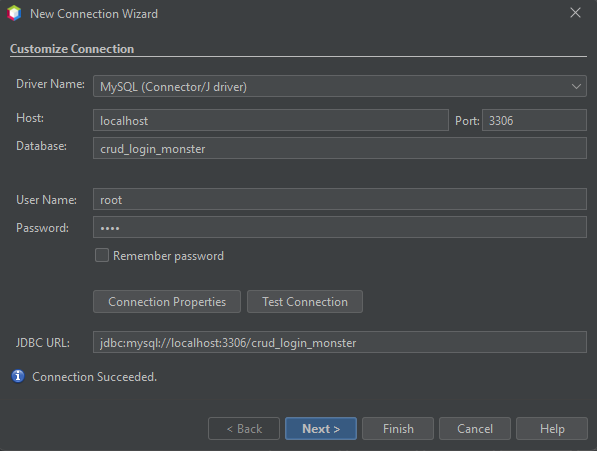 New Connection Wizard
Customize Connection
Driver Name: MySQL (Connector/J driver)
Host: localhost Port: 3306
Database: crud_login_monster
User Name: root
Password: ••••
Remember password
Connection Properties Test Connection
JDBC URL: jdbc:mysql://localhost:3306/crud_login_monster
Connection Succeeded.
< Back Next > Finish Cancel Help